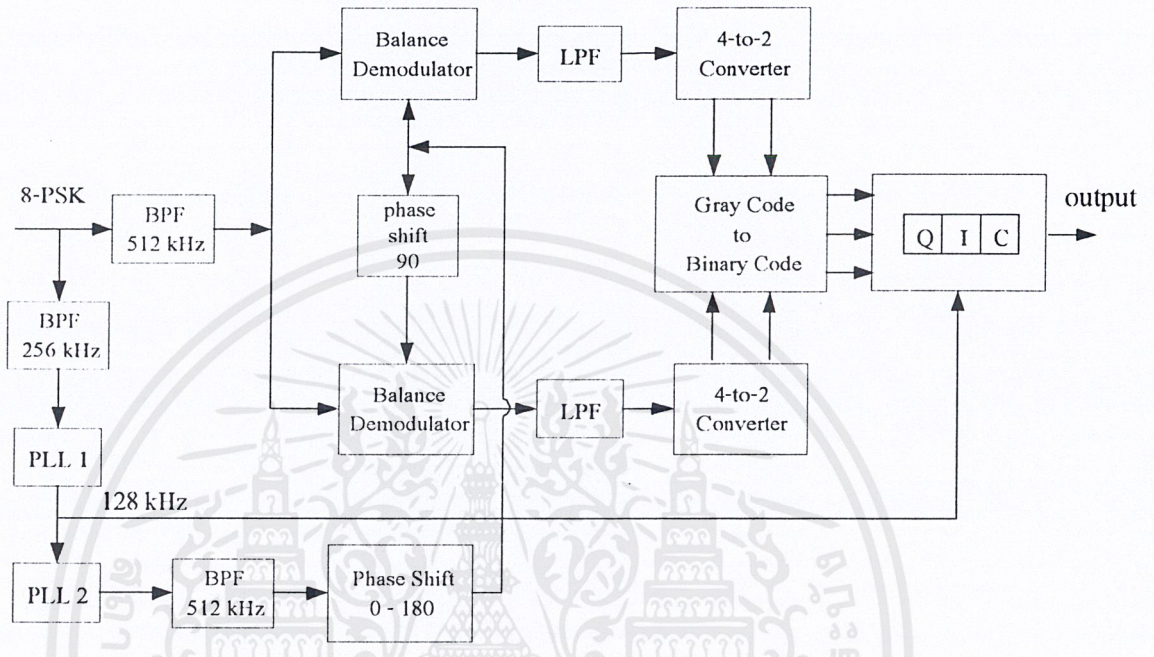 Balance
Demodulator
LPF
4-to-2
Converter
8-PSK
BPF
512 kHz
phase
shift
90
Gray Code
to
Binary Code
Q I C
output
BPF
256 kHz
Balance
Demodulator
LPF
4-to-2
Converter
PLL 1
128 kHz
PLL 2
BPF
512 kHz
Phase Shift
0 - 180